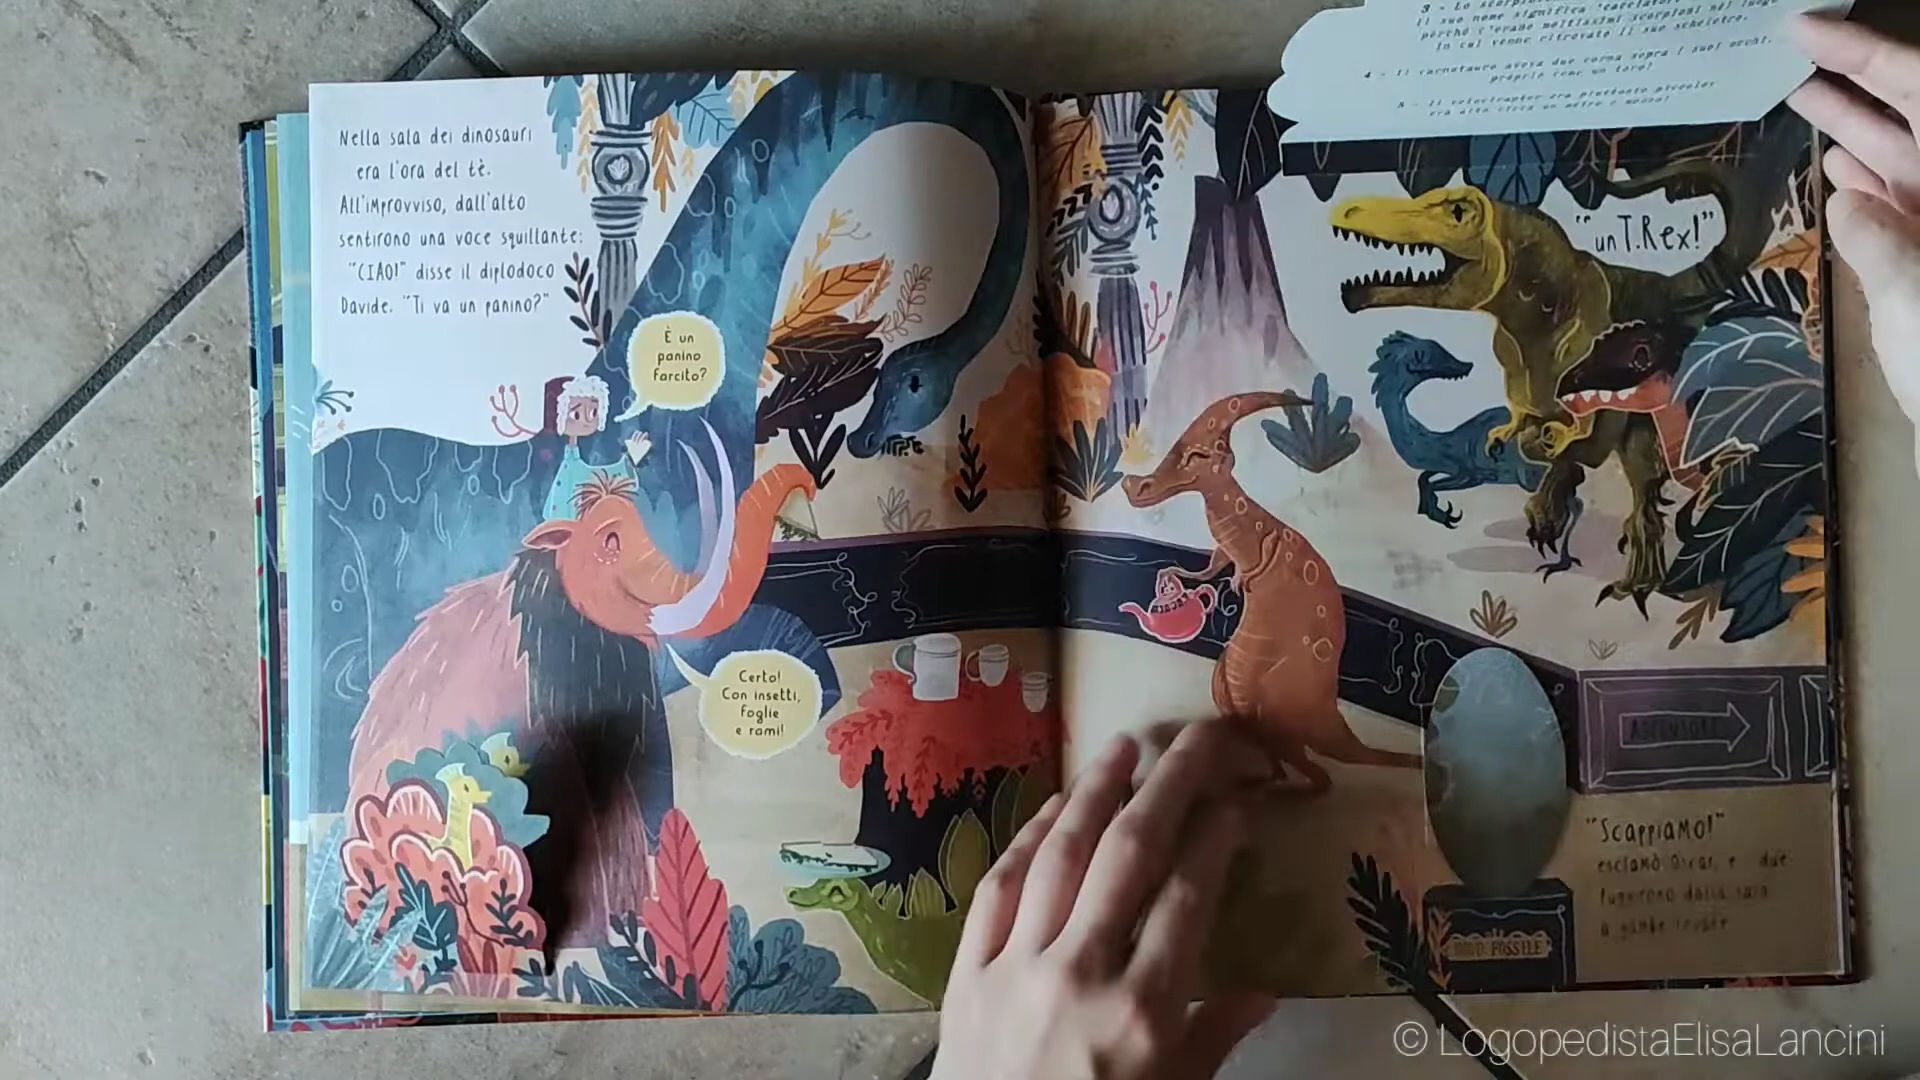 Nella sala dei dinosauri
era l'ora del tè.
All'improvviso, dall'alto
sentirono una voce squillante:
"CIAO!" disse il diplodoco
Davide. "Ti va un panino?"
È un
panino
farcito?
Certo!
Con insetti,
foglie
e rami!
il suo nome significa "cacciatore
perché c'erano moltissimi scorpioni nel luogo
in cui venne ritrovato il suo scheletro.
4 - Il carnotauro aveva due corna sopra i suoi occhi,
proprio come un toro!
5 - Il velociraptor era piuttosto piccolo:
era alto circa un metro e mezzo!
"è
un T.Rex!"
ASCENSORE
"Scappiamo!"
esclamò Oscar, e i due
fuggirono dalla sala
a gambe levate
UOVO FOSSILE
© LogopedistaElisaLancini